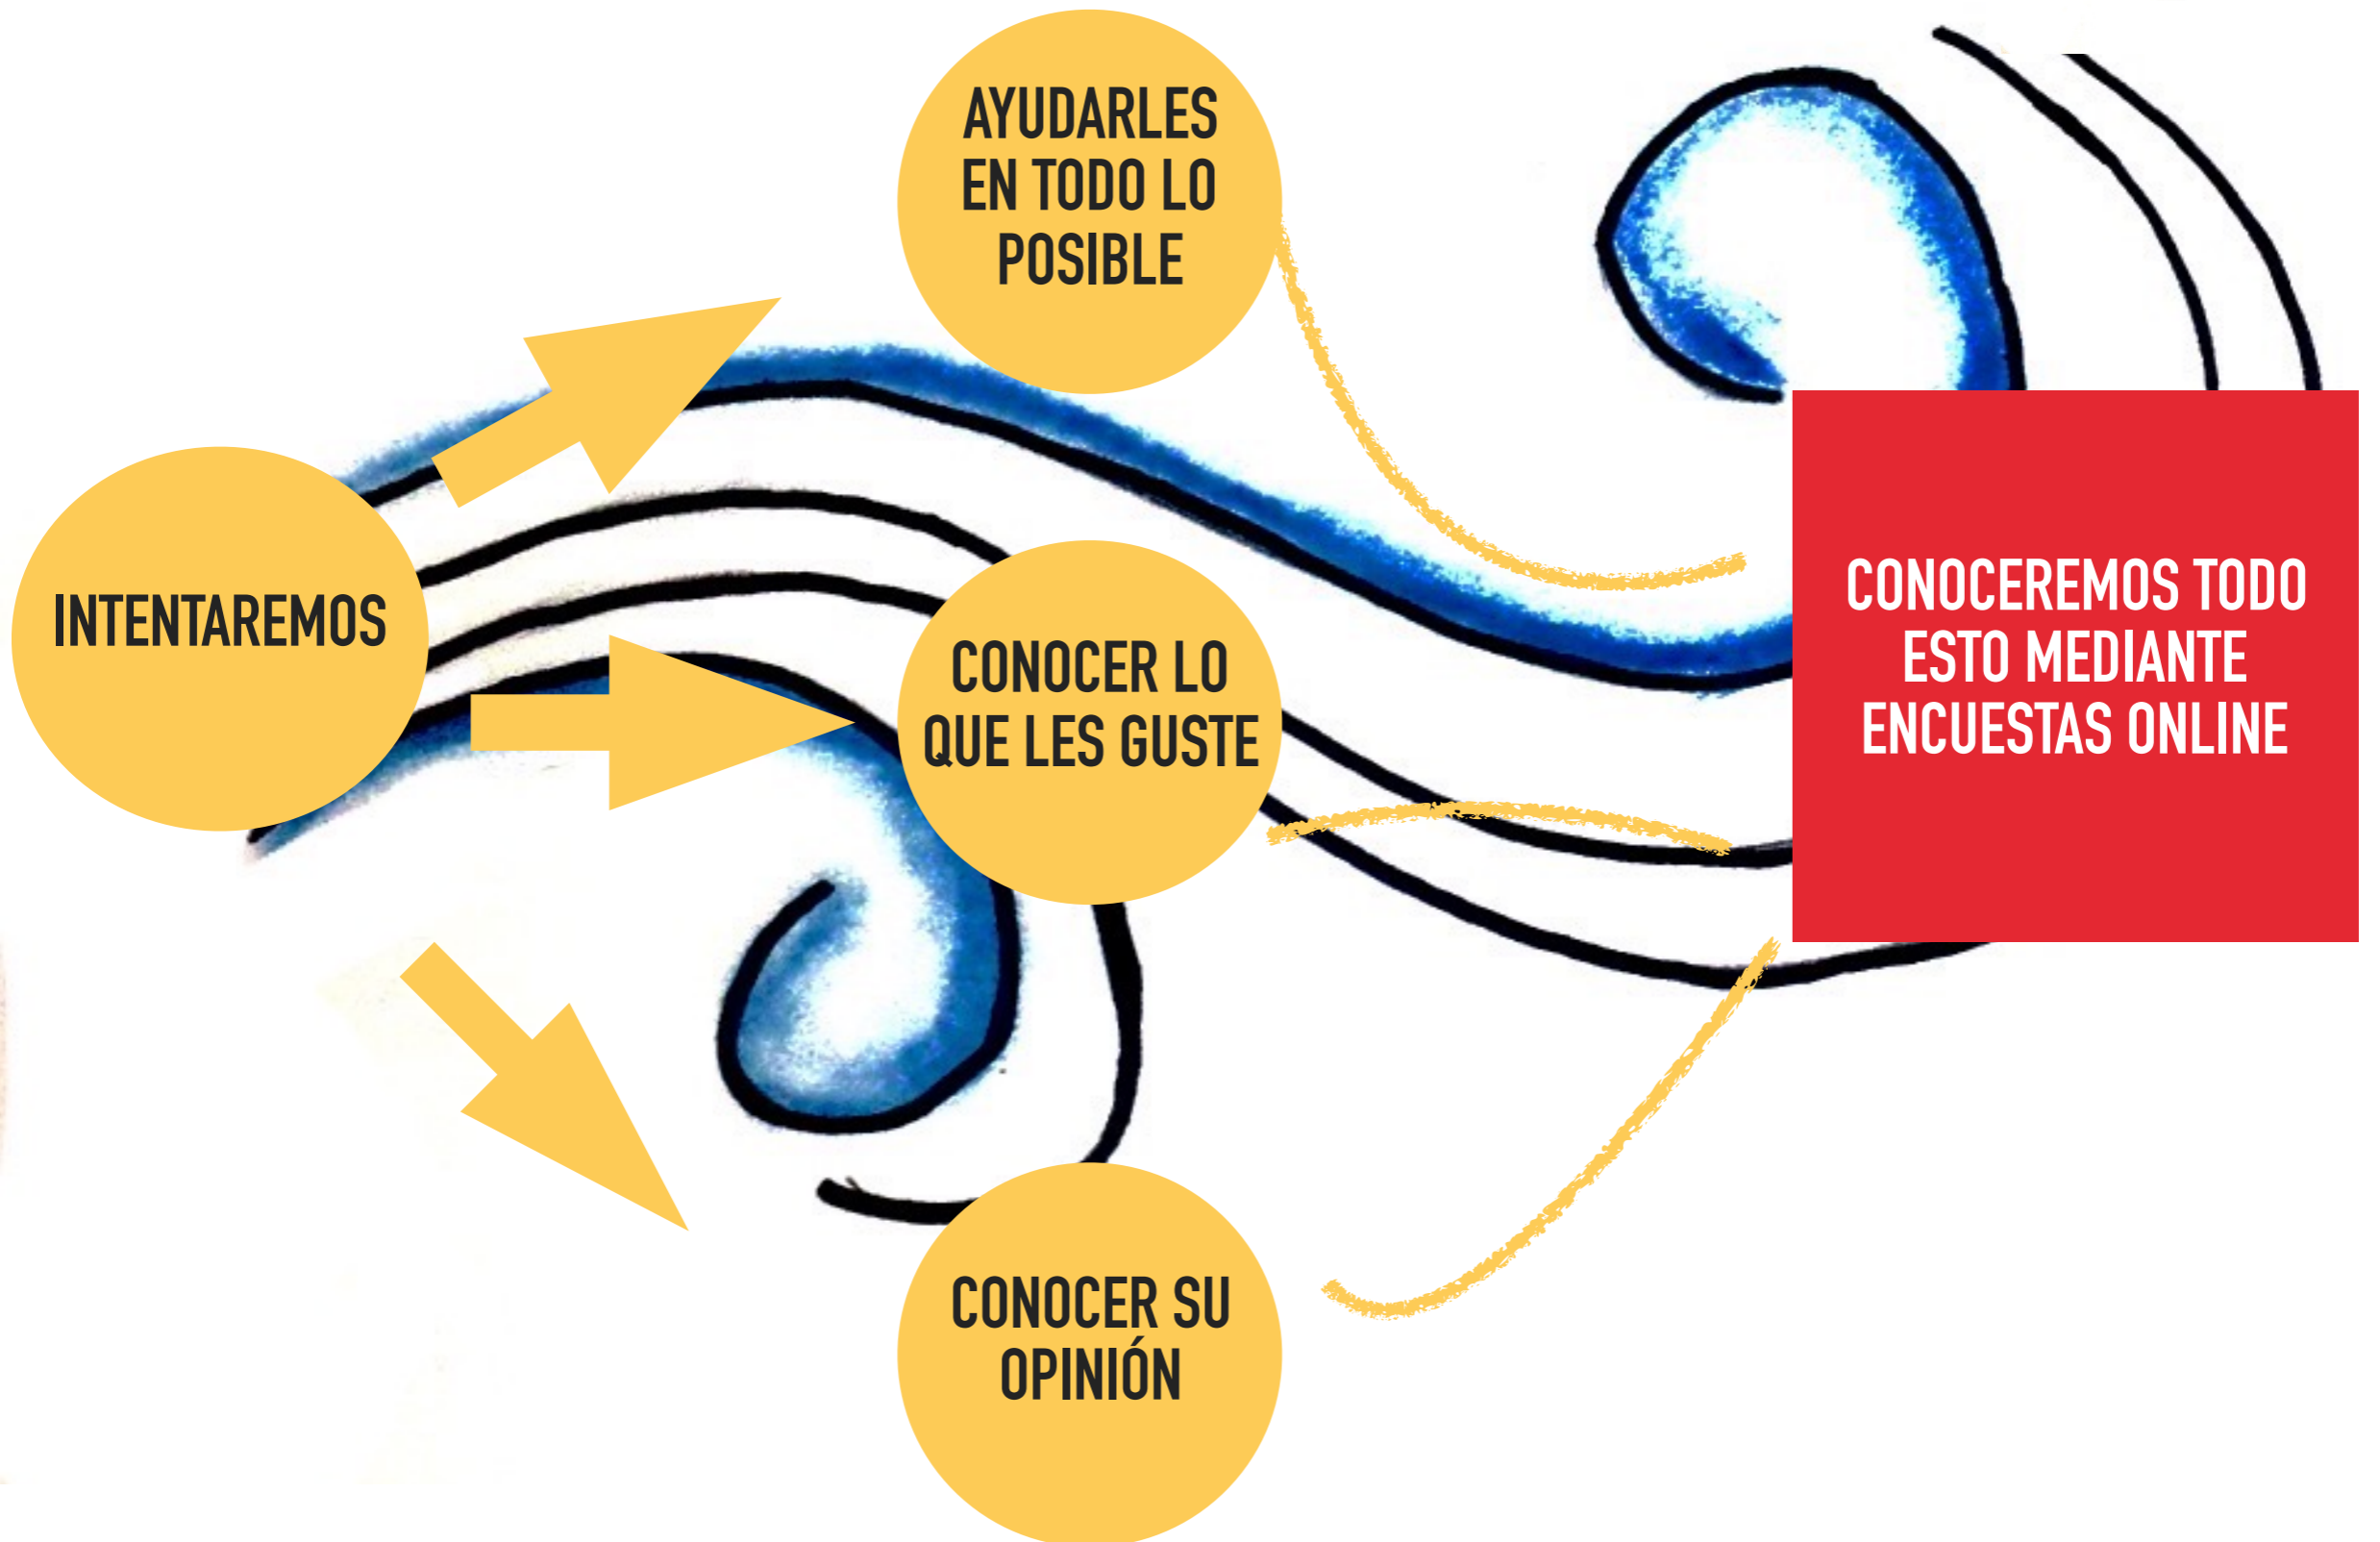 INTENTAREMOS
AYUDARLES
EN TODO LO
POSIBLE
CONOCER LO
QUE LES GUSTE
CONOCER SU
OPINIÓN
CONOCEREMOS TODO
ESTO MEDIANTE
ENCUESTAS ONLINE